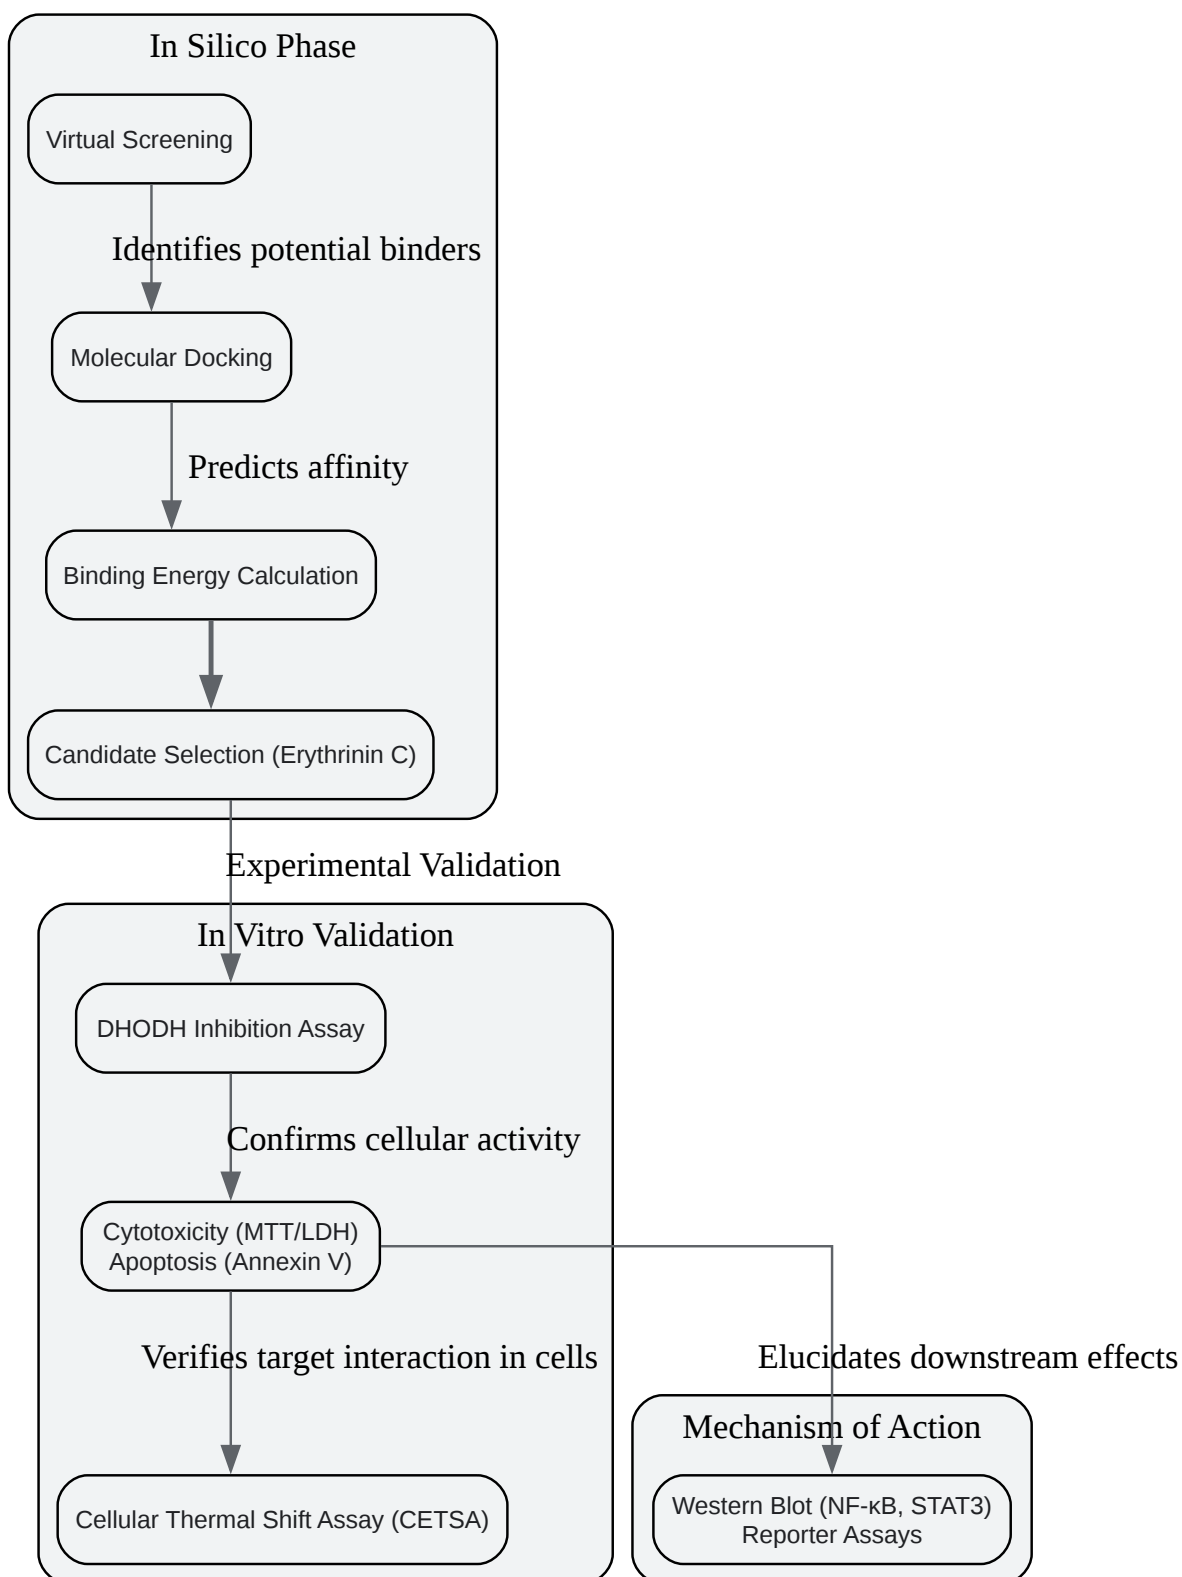 In Silico Phase
Virtual Screening
Identifies potential binders
Molecular Docking
Predicts affinity
Binding Energy Calculation
Candidate Selection (Erythrinin C)
Experimental Validation
In Vitro Validation
DHODH Inhibition Assay
Confirms cellular activity
Cytotoxicity (MTT/LDH)
Apoptosis (Annexin V)
Verifies target interaction in cells
Elucidates downstream effects
Mechanism of Action
Cellular Thermal Shift Assay (CETSA)
Western Blot (NF-κB, STAT3)
Reporter Assays